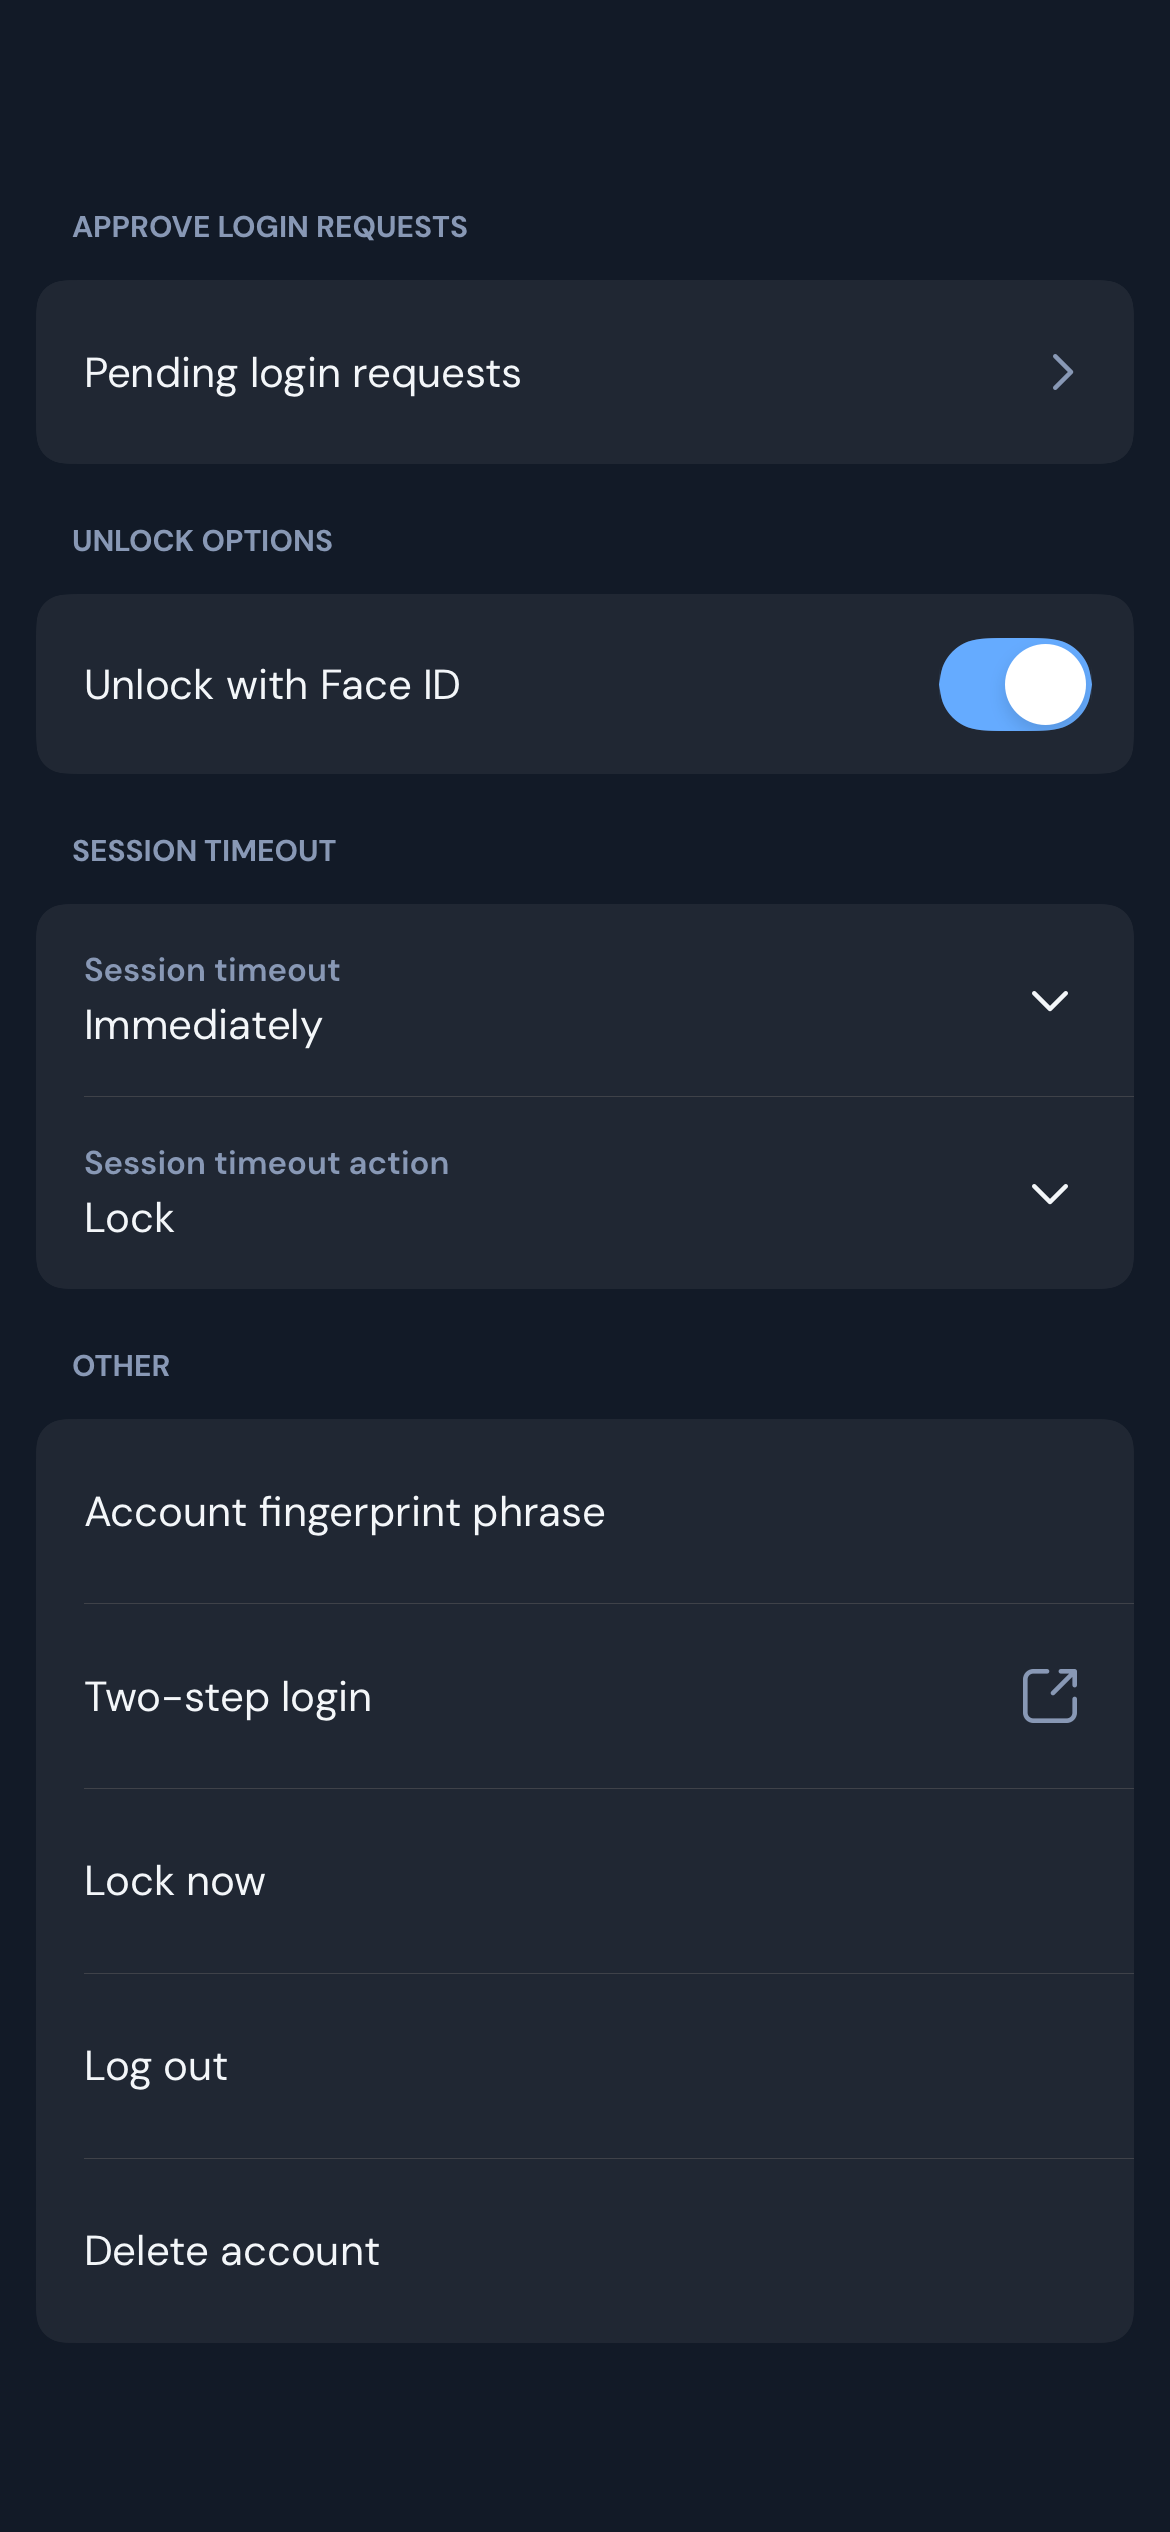 APPROVE LOGIN REQUESTS
Pending login requests
UNLOCK OPTIONS
Unlock with Face ID
SESSION TIMEOUT
Session timeout
Immediately
Session timeout action
Lock
OTHER
Account fingerprint phrase
Two-step login
Lock now
Log out
Delete account